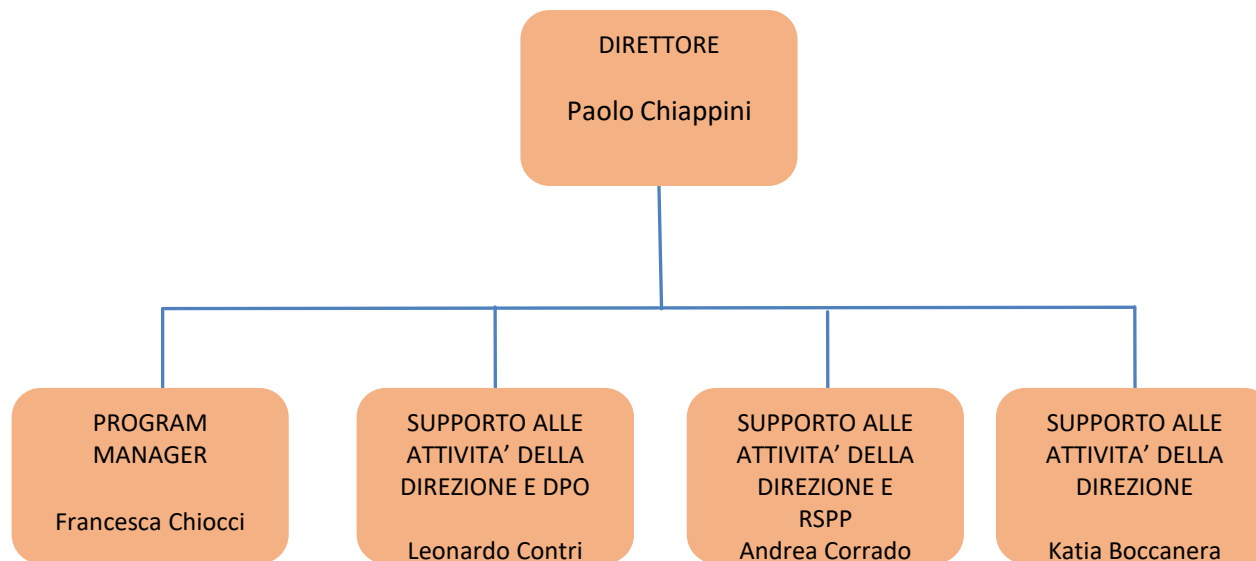 DIRETTORE
Paolo Chiappini
PROGRAM
MANAGER
Francesca Chiocci
SUPPORTO ALLE
ATTIVITA’ DELLA
DIREZIONE E DPO
Leonardo Contri
SUPPORTO ALLE
ATTIVITA’ DELLA
DIREZIONE E
RSPP
Andrea Corrado
SUPPORTO ALLE
ATTIVITA’ DELLA
DIREZIONE
Katia Boccanera